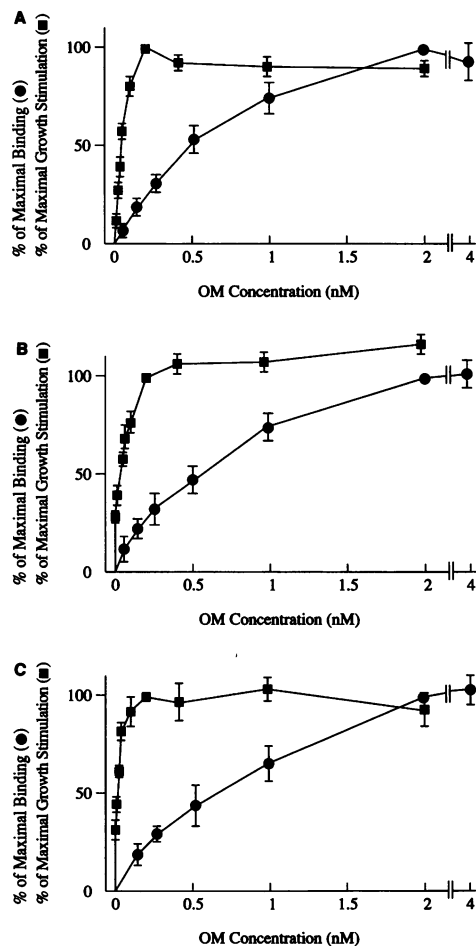 A
% of Maximal Binding (●)
% of Maximal Growth Stimulation (■)
100
50
0
0 0.5 1 1.5 2 4
OM Concentration (nM)
B
% of Maximal Binding (●)
% of Maximal Growth Stimulation (■)
100
50
0
0 0.5 1 1.5 2 4
OM Concentration (nM)
C
% of Maximal Binding (●)
% of Maximal Growth Stimulation (■)
100
50
0
0 0.5 1 1.5 2 4
OM Concentration (nM)